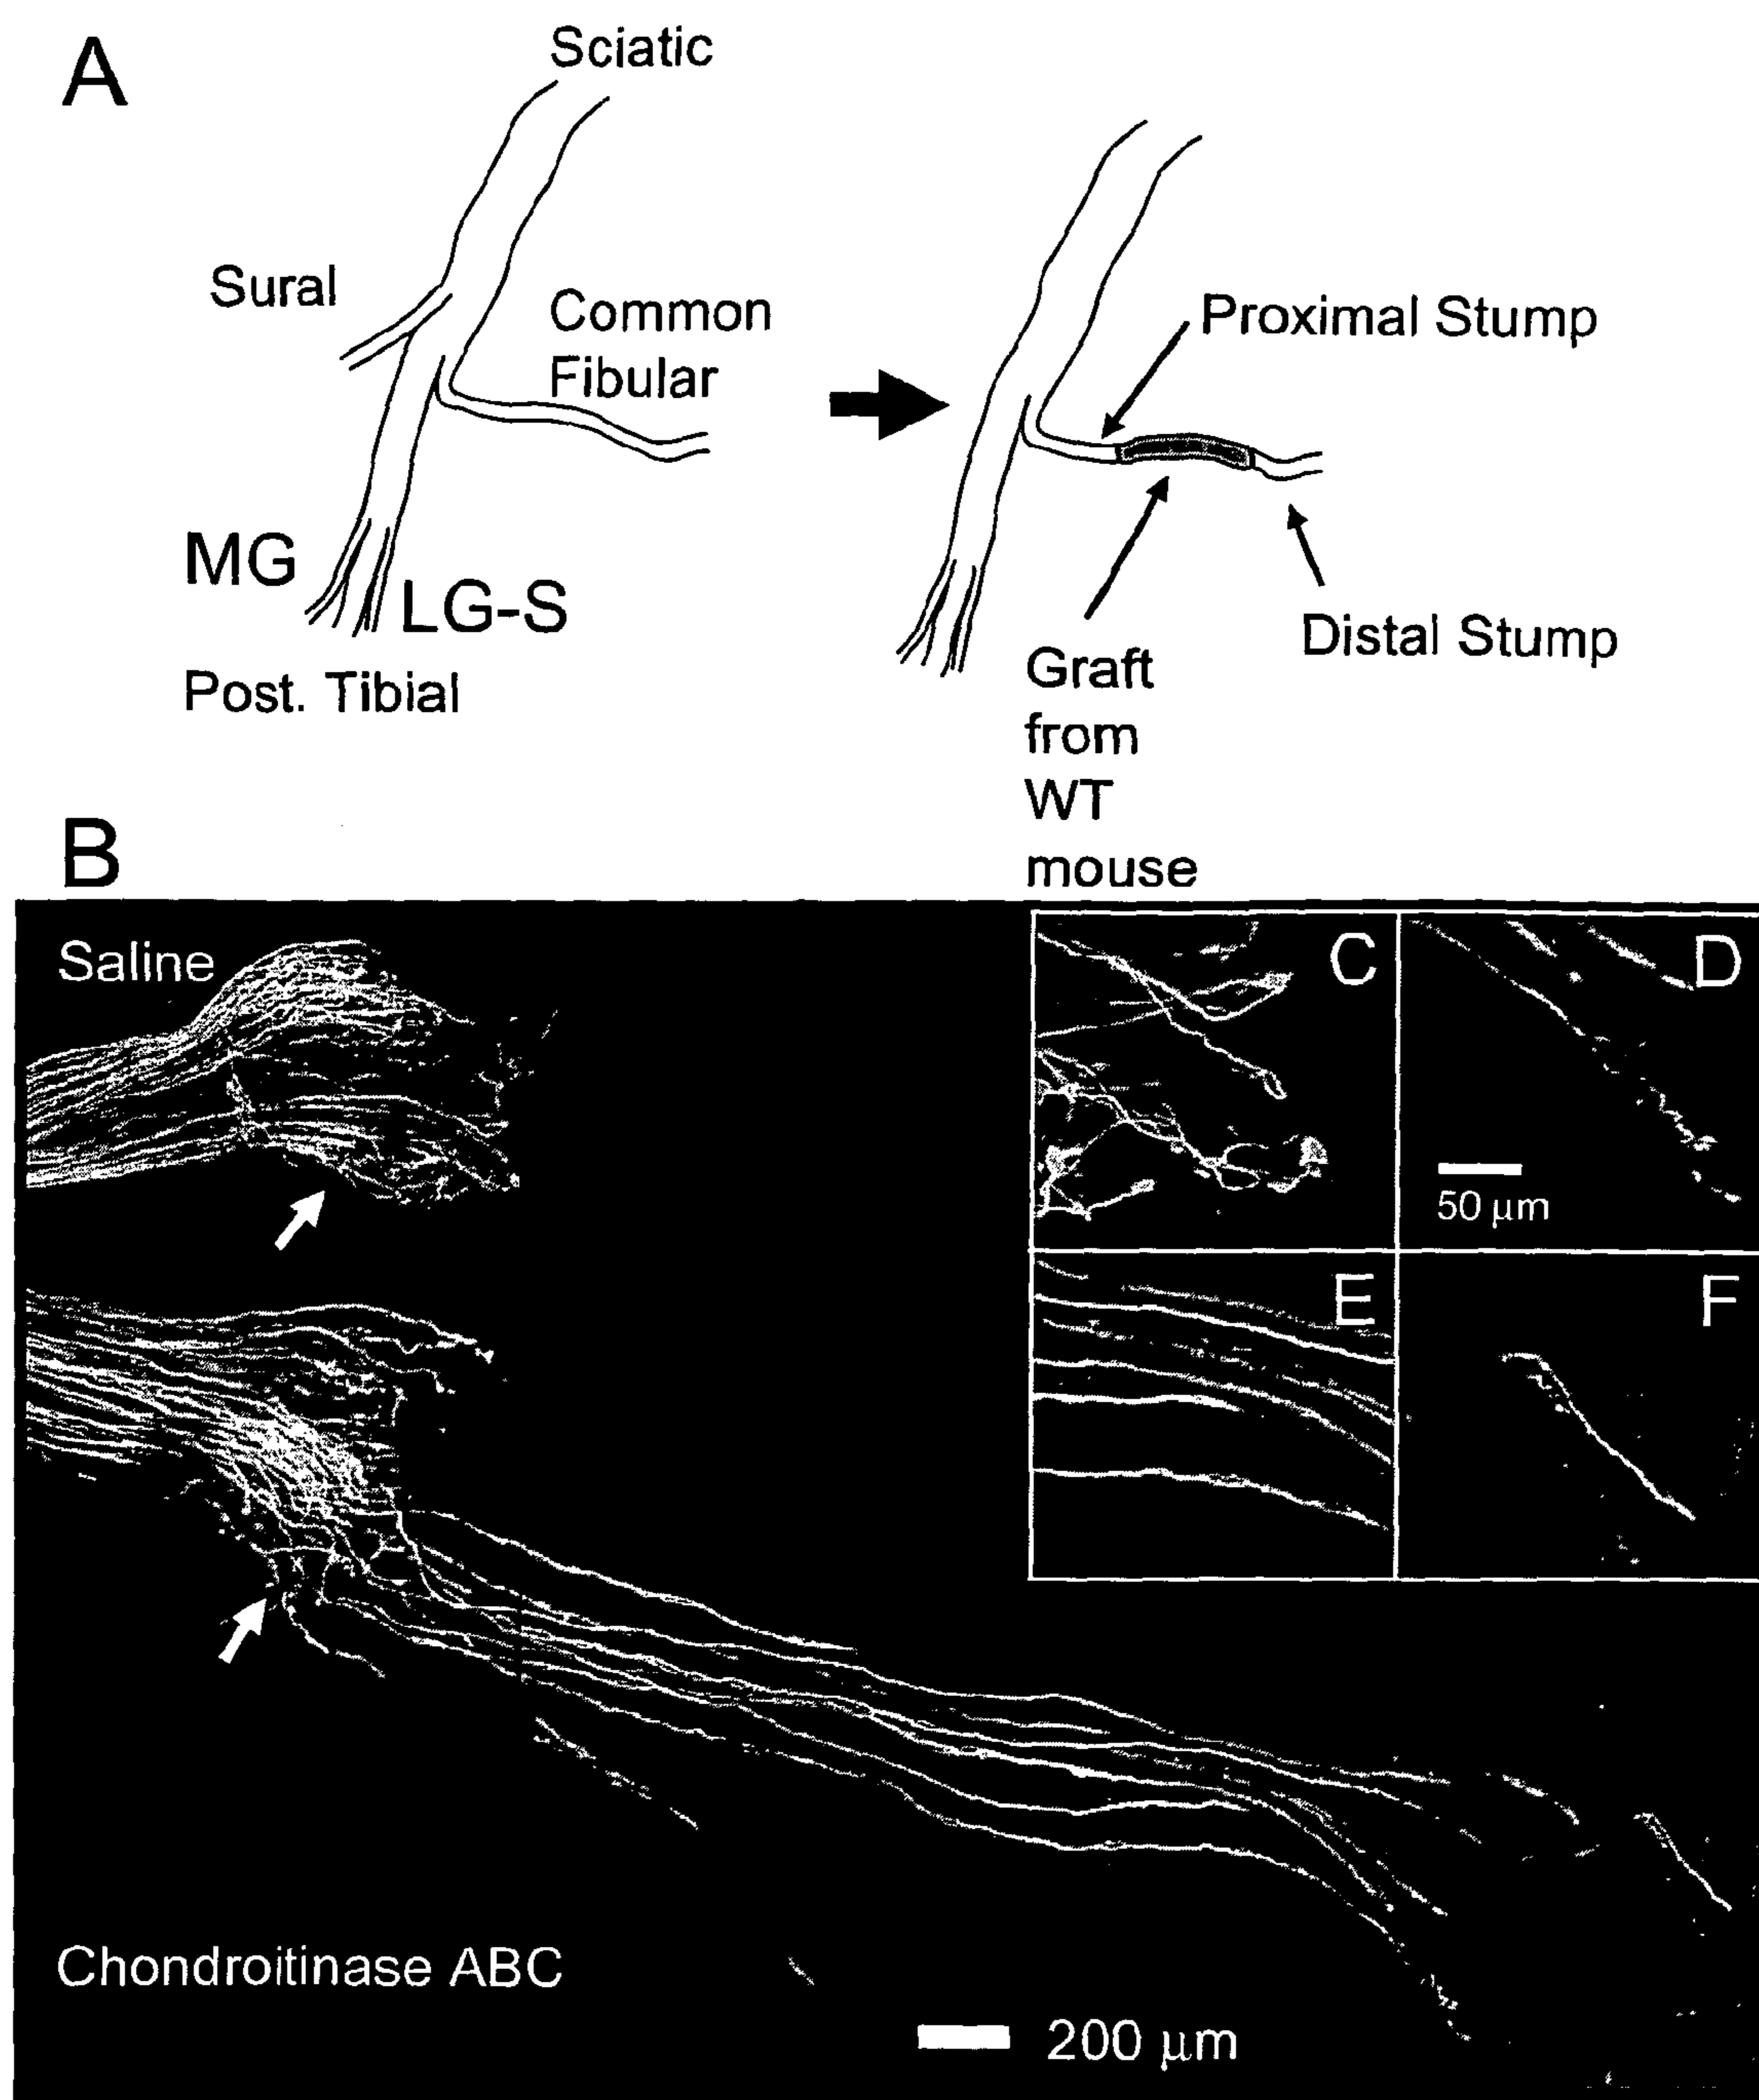 A
Sciatic
Sural
Common
Fibular
MG
LG-S
Post. Tibial
Proximal Stump
Distal Stump
Graft
from
WT
mouse
B
Saline
C
D
50 μm
E
F
Chondroitinase ABC
200 μm